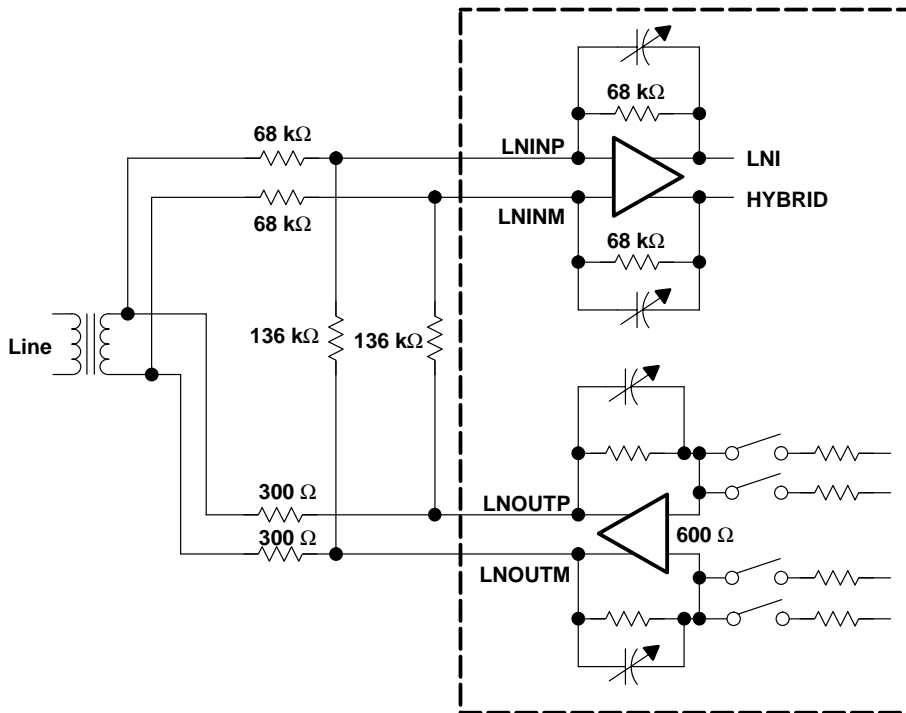 68 kΩ
68 kΩ
LNINP
LNI
68 kΩ
LNINM
HYBRID
68 kΩ
Line
136 kΩ
136 kΩ
300 Ω
LNOUTP
300 Ω
600 Ω
LNOUTM